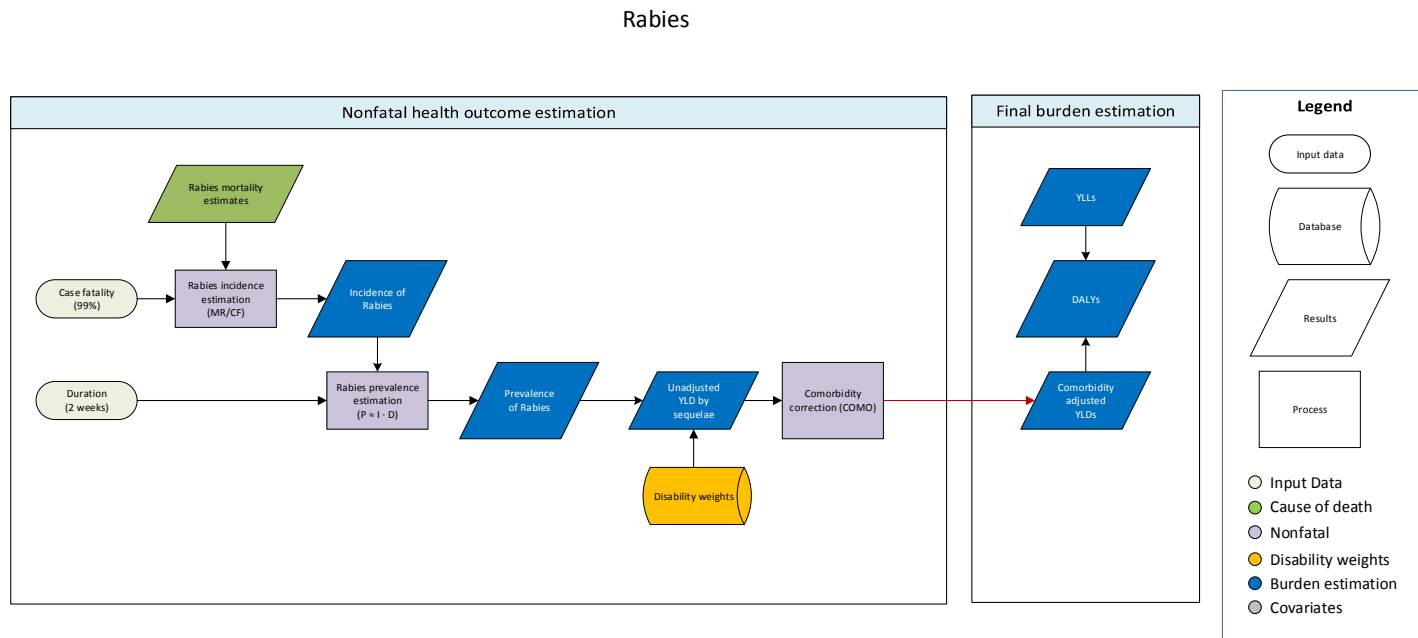 Rabies
Nonfatal health outcome estimation
Rabies mortality
estimates
Case fatality
(99%)
Rabies incidence
estimation
(MR/CF)
Incidence of
Rabies
Duration
(2 weeks)
Rabies prevalence
estimation
(P ≈ I · D)
Prevalence
of Rabies
Unadjusted
YLD by
sequelae
Comorbidity
correction (COMO)
Disability weights
Final burden estimation
YLLs
DALYs
Comorbidity
adjusted
YLDs
Legend
Input data
Database
Results
Process
Input Data
Cause of death
Nonfatal
Disability weights
Burden estimation
Covariates